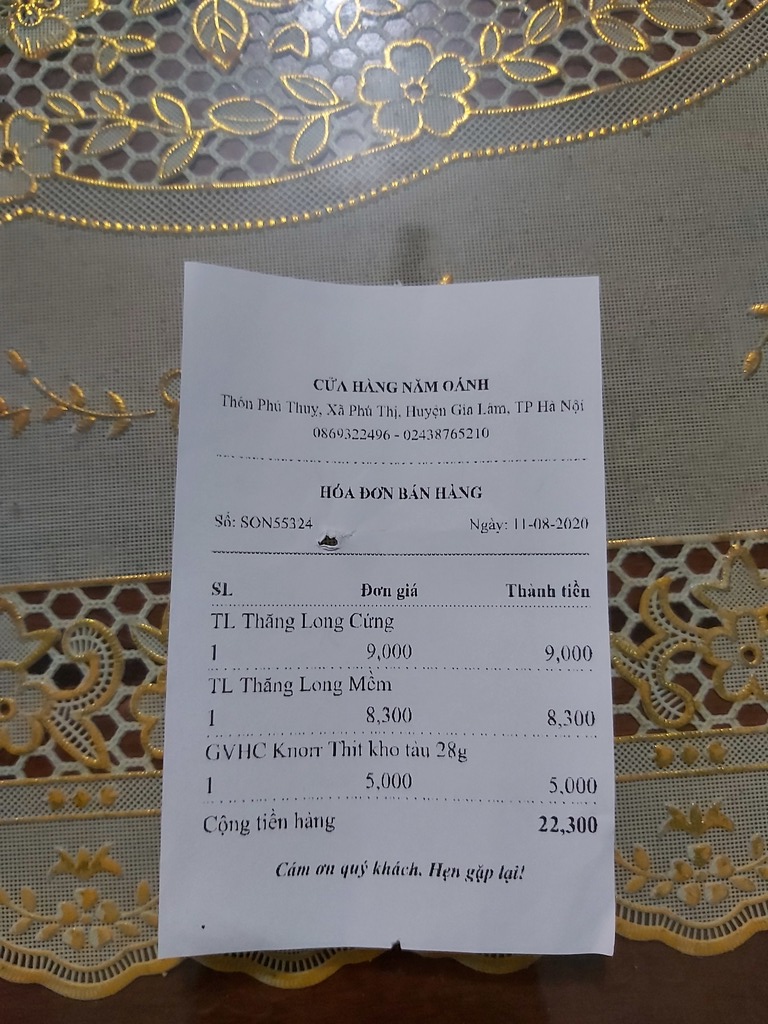 CỬA HÀNG NĂM OÁNH
Thôn Phú Thụy, Xã Phú Thị, Huyện Gia Lâm, TP Hà Nội
0869322496 - 02438765210
HÓA ĐƠN BÁN HÀNG
Số: SON55324 Ngày: 11-08-2020
SL Đơn giá Thành tiền
TL Thăng Long Cứng
1 9,000 9,000
TL Thăng Long Mềm
1 8,300 8,300
GVHC Knorr Thịt kho tàu 28g
1 5,000 5,000
Cộng tiền hàng 22,300
Cám ơn quý khách. Hẹn gặp lại!